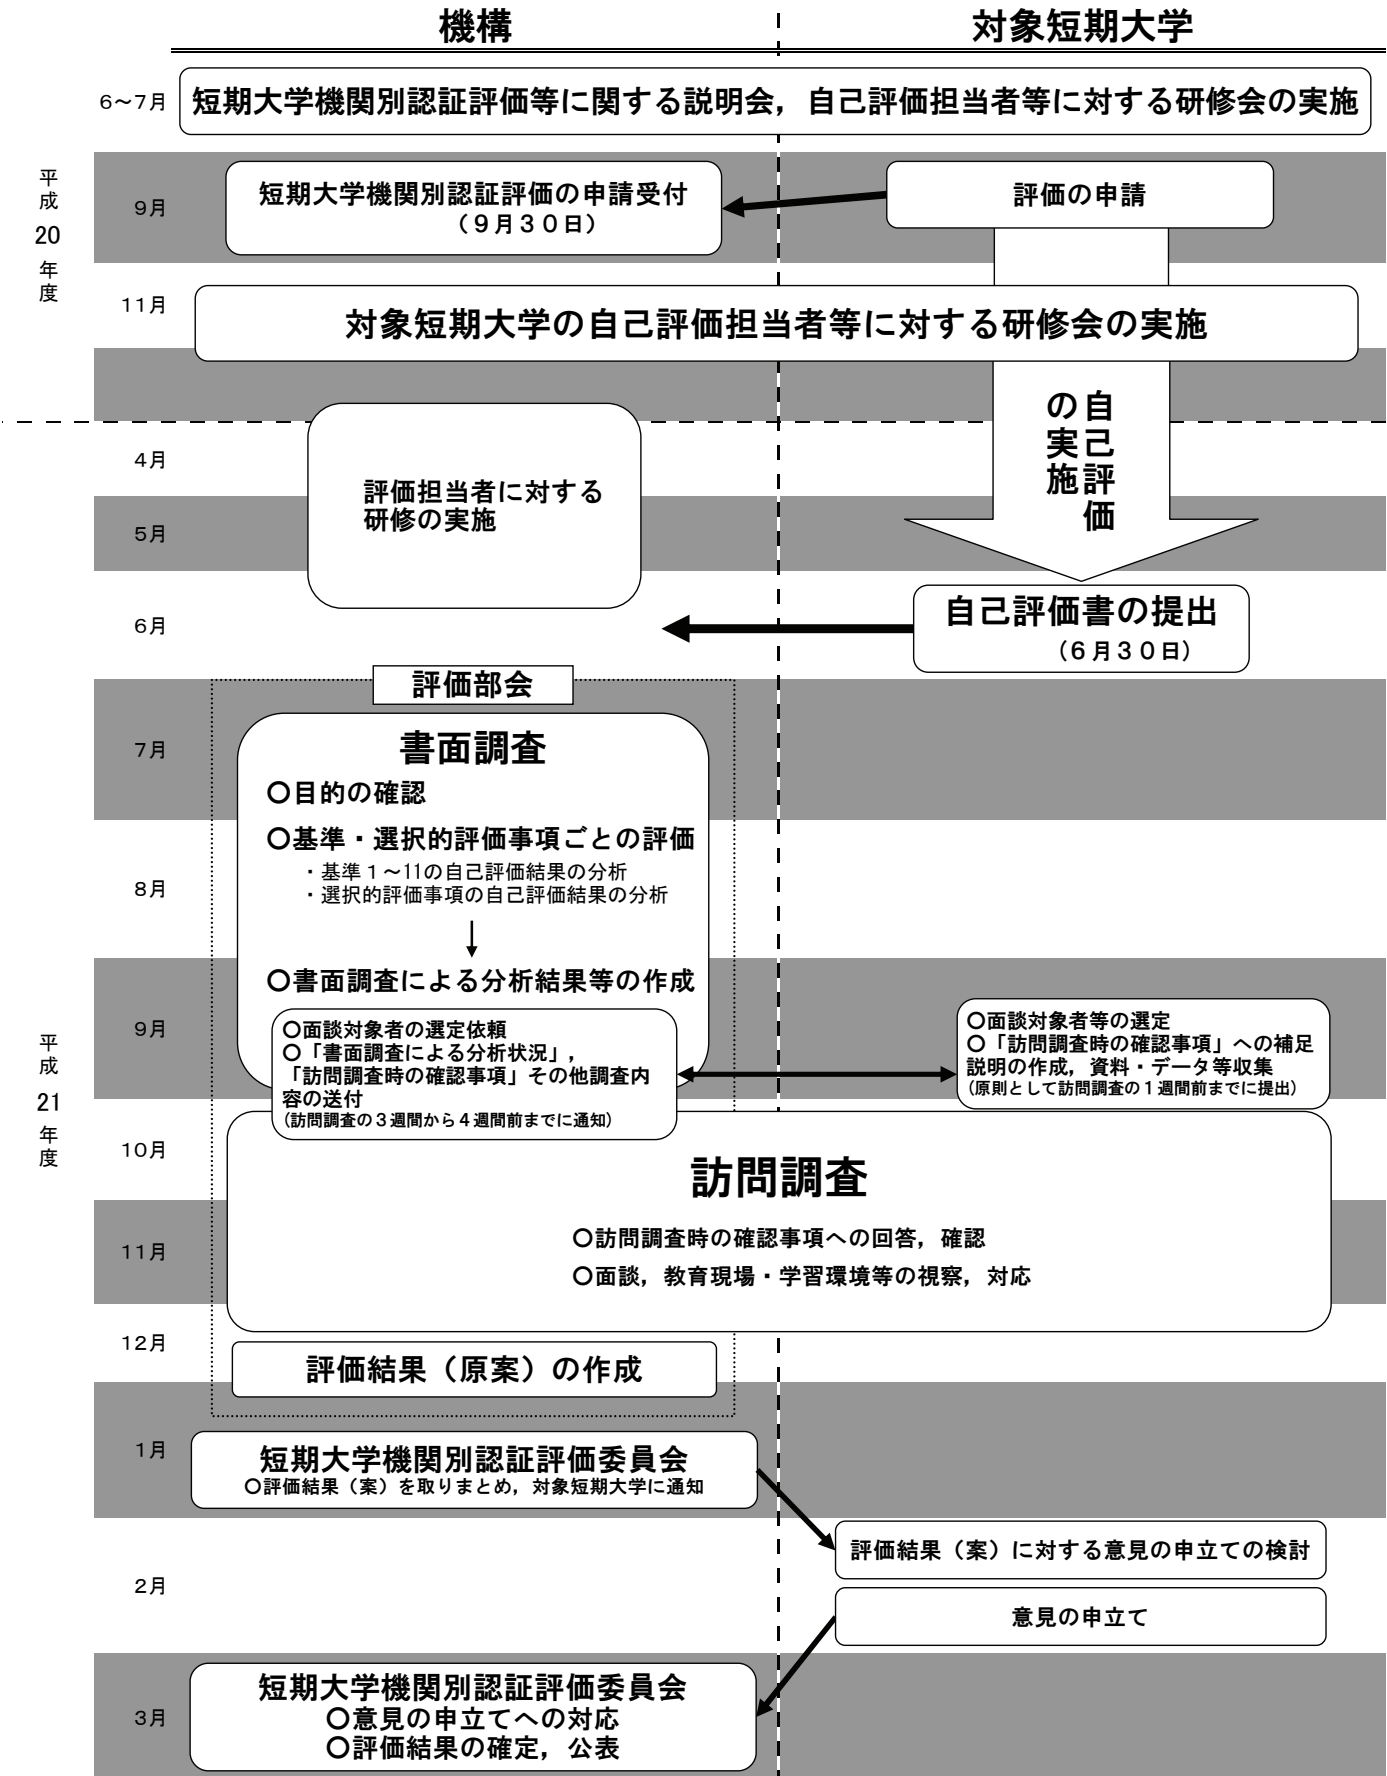 機構
対象短期大学
6～7月
短期大学機関別認証評価等に関する説明会，自己評価担当者等に対する研修会の実施
平成20年度
9月
短期大学機関別認証評価の申請受付
（９月３０日）
評価の申請
11月
対象短期大学の自己評価担当者等に対する研修会の実施
自己評価
の実施
4月
評価担当者に対する
研修の実施
5月
6月
自己評価書の提出
（６月３０日）
評価部会
7月
書面調査
〇目的の確認
〇基準・選択的評価事項ごとの評価
・基準１～11の自己評価結果の分析
・選択的評価事項の自己評価結果の分析
8月
↓
〇書面調査による分析結果等の作成
平成21年度
9月
〇面談対象者の選定依頼
〇「書面調査による分析状況」，
「訪問調査時の確認事項」その他調査内
容の送付
（訪問調査の３週間から４週間前までに通知）
〇面談対象者等の選定
〇「訪問調査時の確認事項」への補足
説明の作成，資料・データ等収集
（原則として訪問調査の１週間前までに提出）
10月
訪問調査
11月
〇訪問調査時の確認事項への回答，確認
〇面談，教育現場・学習環境等の視察，対応
12月
評価結果（原案）の作成
1月
短期大学機関別認証評価委員会
〇評価結果（案）を取りまとめ，対象短期大学に通知
評価結果（案）に対する意見の申立ての検討
2月
意見の申立て
3月
短期大学機関別認証評価委員会
〇意見の申立てへの対応
〇評価結果の確定，公表